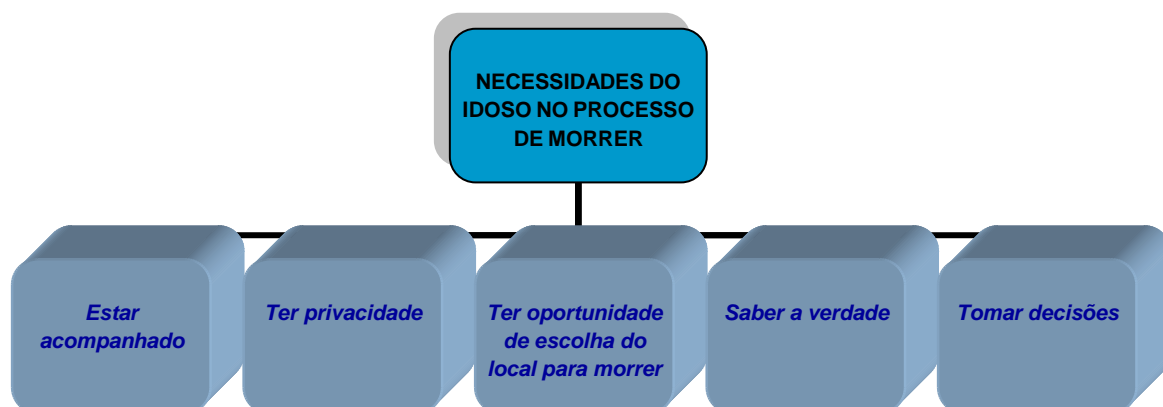 NECESSIDADES DO
IDOSO NO PROCESSO
DE MORRER
Estar
acompanhado
Ter privacidade
Ter oportunidade
de escolha do
local para morrer
Saber a verdade
Tomar decisões